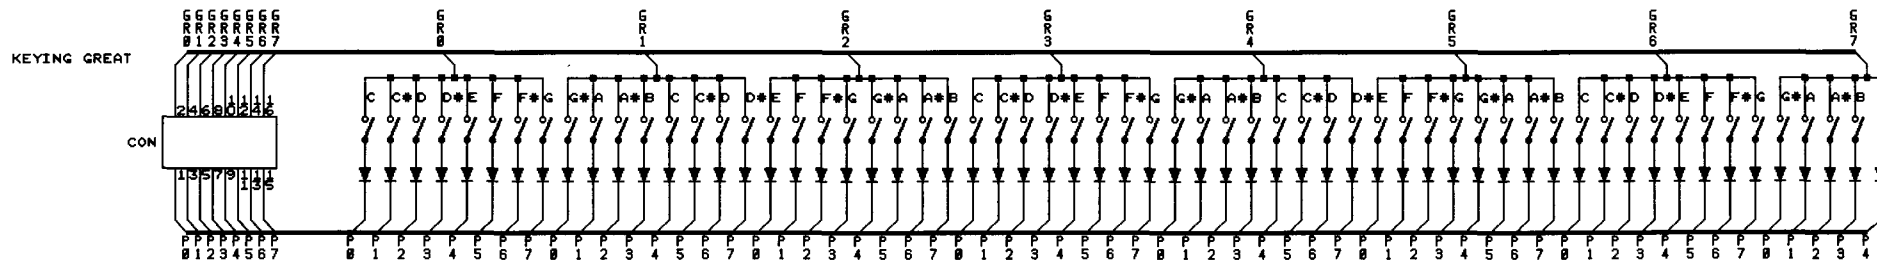 GR0 GR1 GR2 GR3 GR4 GR5 GR6 GR7 GR0 GR1 GR2 GR3 GR4 GR5 GR6 GR7
KEYING GREAT
C C# D D# E F F# G G# A A# B C C# D D# E F F# G G# A A# B C C# D D# E F F# G G# A A# B C C# D D# E F F# G G# A A# B C C# D D# E F F# G G# A A# B
2 4 6 8 10 12 14 16
CON
1 3 5 7 9 11 13 15
P0 P1 P2 P3 P4 P5 P6 P7 P0 P1 P2 P3 P4 P5 P6 P7 P0 P1 P2 P3 P4 P5 P6 P7 P0 P1 P2 P3 P4 P5 P6 P7 P0 P1 P2 P3 P4 P5 P6 P7 P0 P1 P2 P3 P4 P5 P6 P7 P0 P1 P2 P3 P4 P5 P6 P7 P0 P1 P2 P3 P4 P5 P6 P7 P0 P1 P2 P3 P4